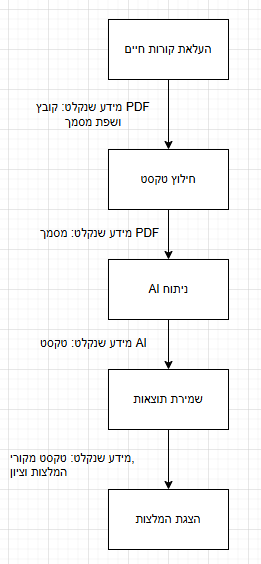 העלאת קורות חיים
מידע שנקלט: קובץ PDF
ושפת מסמך
חילוץ טקסט
מידע שנקלט: מסמך PDF
ניתוח AI
מידע שנקלט: טקסט AI
שמירת תוצאות
מידע שנקלט: טקסט מקורי,
המלצות וציון
הצגת המלצות